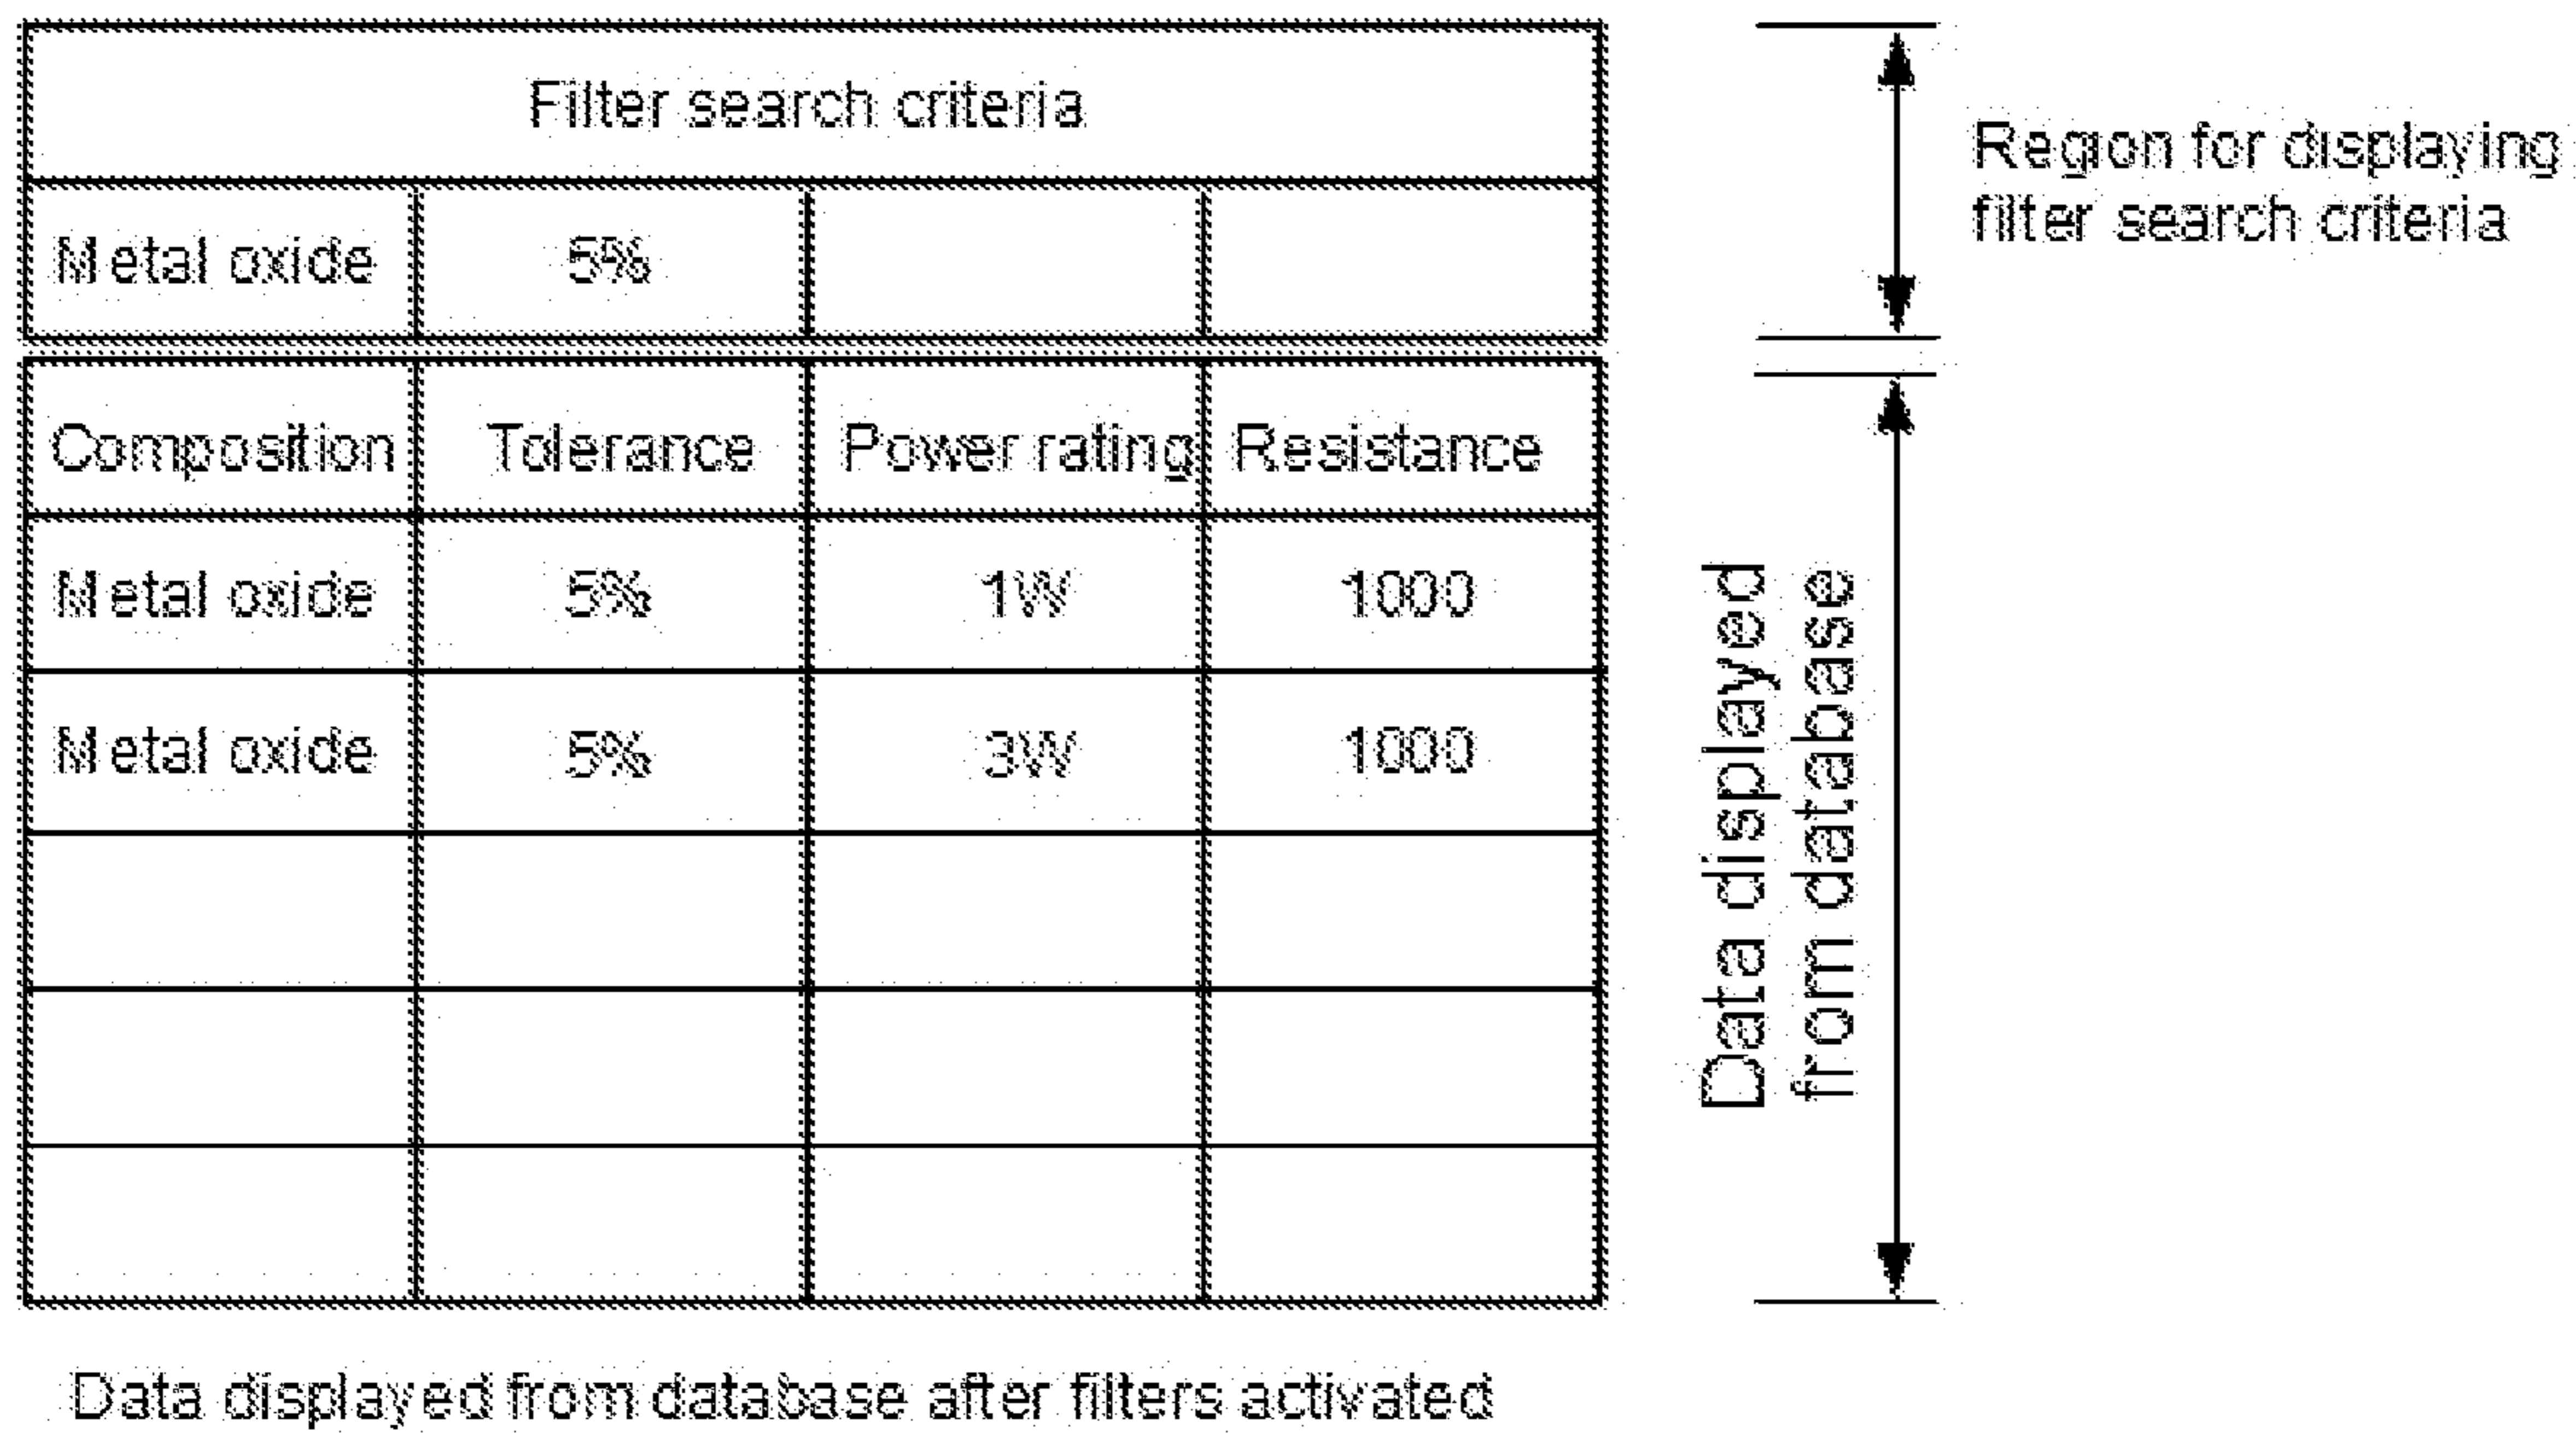 Filter search criteria
Metal oxide 5%
Region for displaying
filter search criteria
Composition Tolerance Power rating Resistance
Metal oxide 5% 1W 1000
Metal oxide 5% 3W 1000
Data displayed
from database
Data displayed from database after filters activated